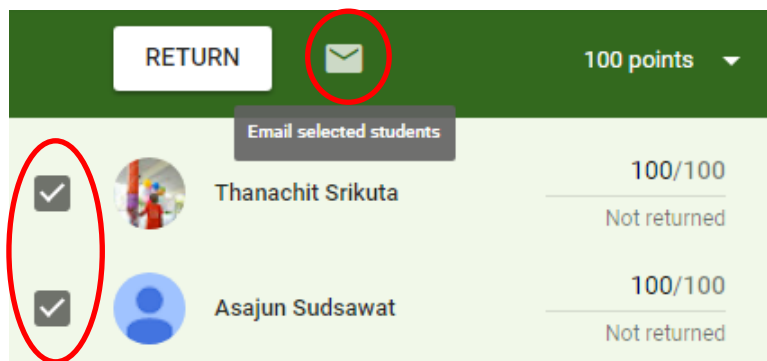 RETURN
100 points
Email selected students
Thanachit Srikuta
100/100
Not returned
Asajun Sudsawat
100/100
Not returned